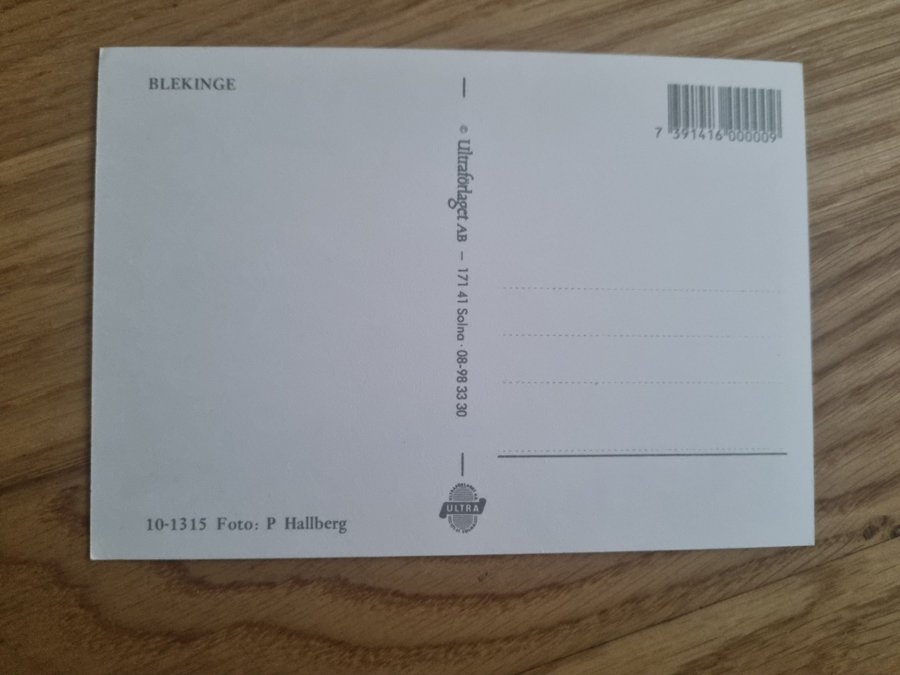 BLEKINGE
7 391416 000009
© Ultraförlaget AB – 171 41 Solna · 08-98 33 30
ULTRA
10-1315 Foto: P Hallberg